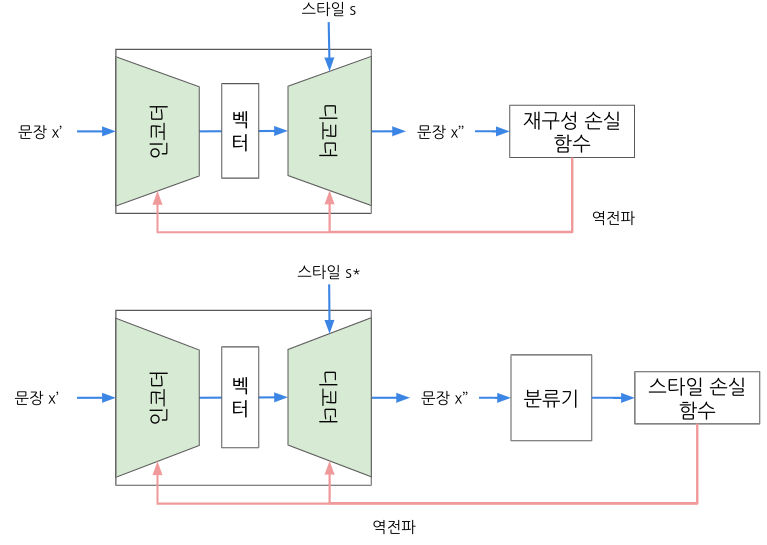 스타일 s
문장 x'
인코더
벡
터
디코더
문장 x"
재구성 손실
함수
역전파
스타일 s*
문장 x'
인코더
벡
터
디코더
문장 x"
분류기
스타일 손실
함수
역전파